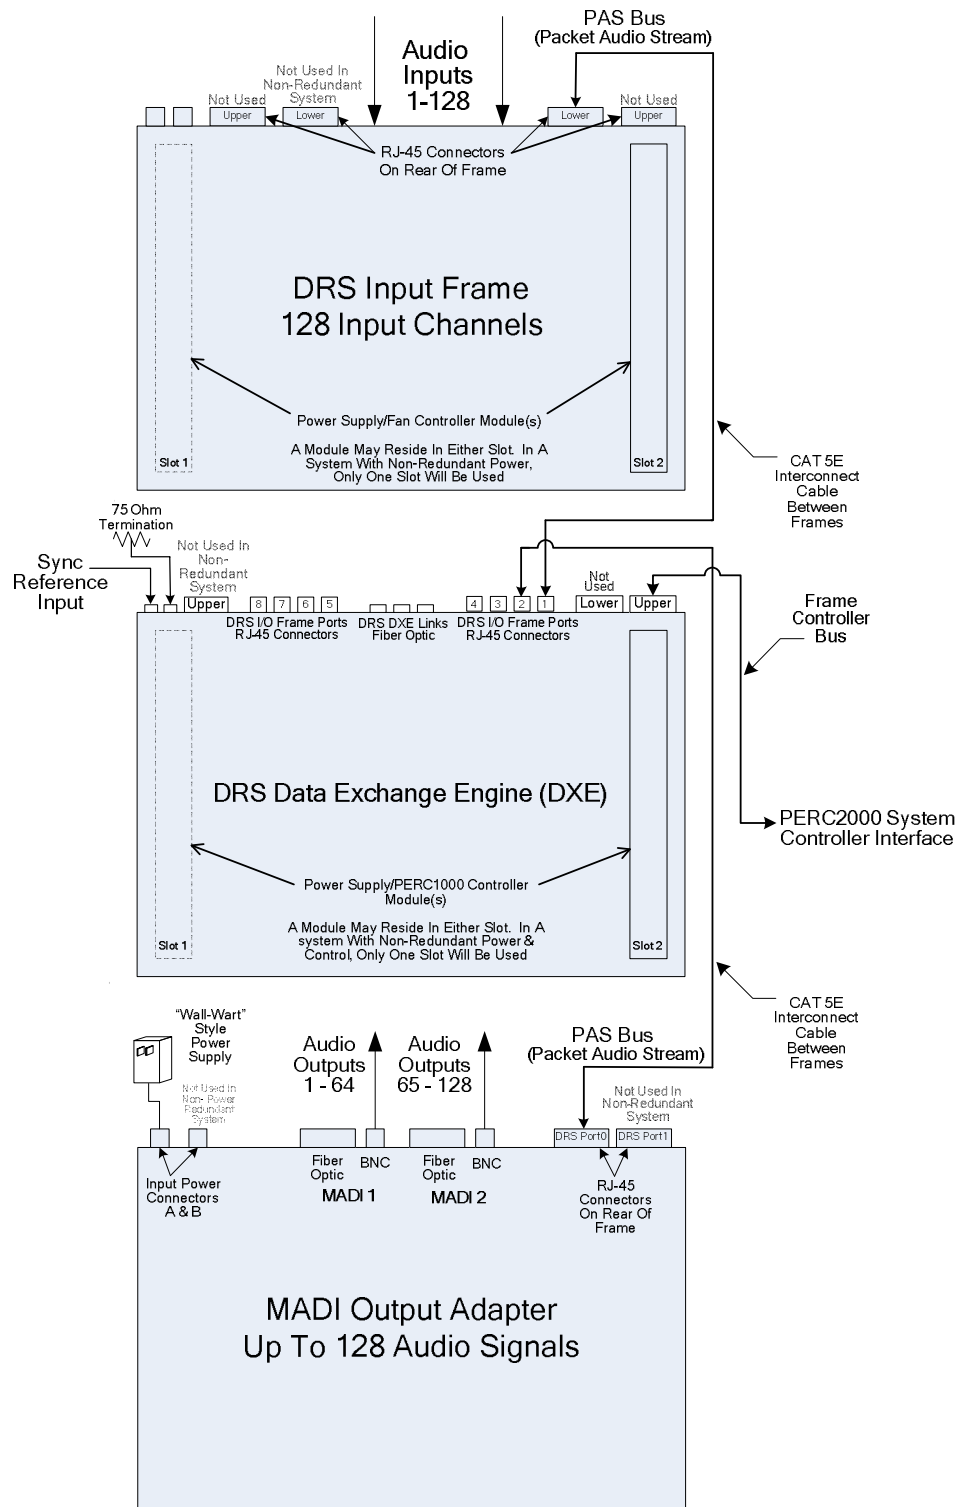 PAS Bus
(Packet Audio Stream)
Audio
Inputs
1-128
Not Used In
Non-Redundant
System
Not Used
Not Used
Upper
Lower
Lower
Upper
RJ-45 Connectors
On Rear Of Frame
DRS Input Frame
128 Input Channels
Power Supply/Fan Controller Module(s)
A Module May Reside In Either Slot. In A
System With Non-Redundant Power,
Only One Slot Will Be Used
Slot 1
Slot 2
CAT 5E
Interconnect
Cable
Between
Frames
75 Ohm
Termination
Sync
Reference
Input
Not Used In
Non-
Redundant
System
Upper
8 7 6 5
4 3 2 1
Not
Used
Lower
Upper
DRS I/O Frame Ports
RJ-45 Connectors
DRS DXE Links
Fiber Optic
DRS I/O Frame Ports
RJ-45 Connectors
Frame
Controller
Bus
DRS Data Exchange Engine (DXE)
PERC2000 System
Controller Interface
Power Supply/PERC1000 Controller
Module(s)
A Module May Reside In Either Slot. In A
system With Non-Redundant Power &
Control, Only One Slot Will Be Used
Slot 1
Slot 2
CAT 5E
Interconnect
Cable
Between
Frames
"Wall-Wart"
Style
Power
Supply
Not Used In
Non- Power
Redundant
System
Audio
Outputs
1 - 64
Audio
Outputs
65 - 128
PAS Bus
(Packet Audio Stream)
Not Used In
Non-Redundant
System
DRS Port0
DRS Port1
Input Power
Connectors
A & B
Fiber
Optic
BNC
MADI 1
Fiber
Optic
BNC
MADI 2
RJ-45
Connectors
On Rear Of
Frame
MADI Output Adapter
Up To 128 Audio Signals